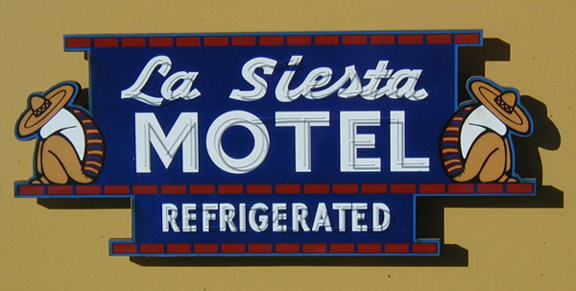 La Siesta
MOTEL
REFRIGERATED